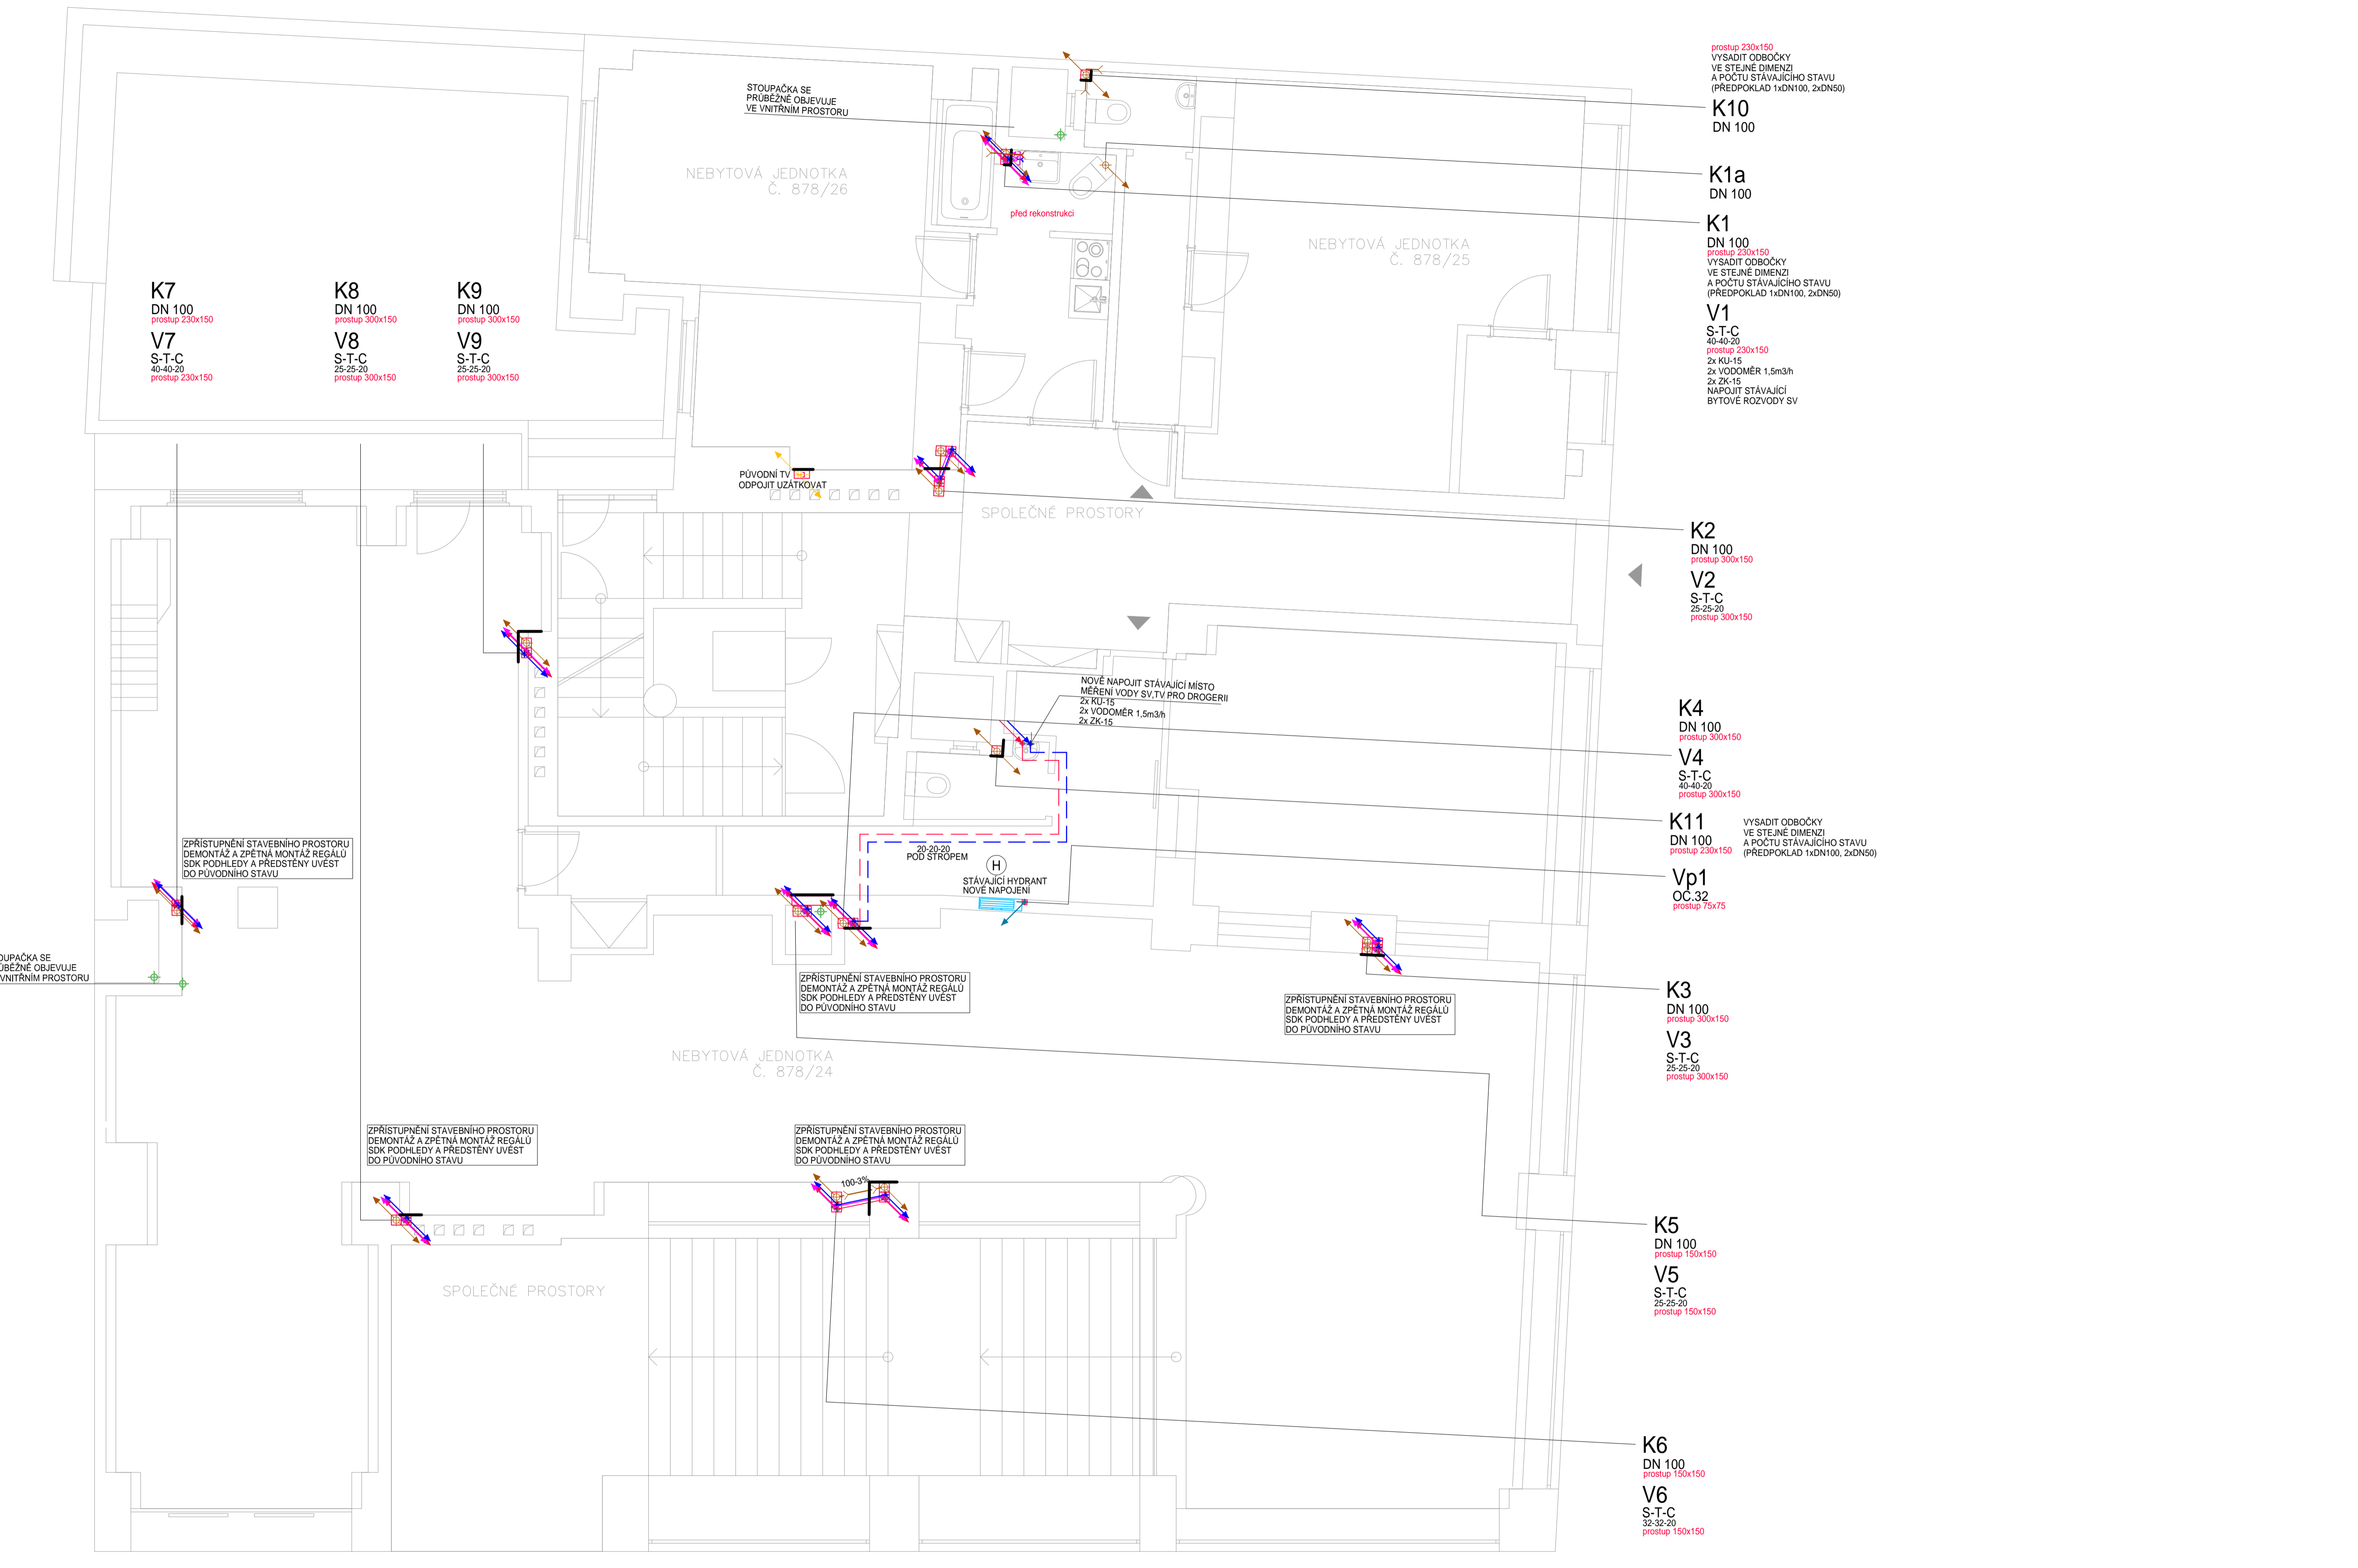 prostup 230x150
VYSADIT ODBOČKY
VE STEJNÉ DIMENZI
A POČTU STÁVAJÍCÍHO STAVU
(PŘEDPOKLAD 1xDN100, 2xDN50)
K10
DN 100
K1a
DN 100
K1
DN 100
prostup 230x150
VYSADIT ODBOČKY
VE STEJNÉ DIMENZI
A POČTU STÁVAJÍCÍHO STAVU
(PŘEDPOKLAD 1xDN100, 2xDN50)
V1
S-T-C
40-40-20
prostup 230x150
2x KU-15
2x VODOMĚR 1,5m3/h
2x ZK-15
NAPOJIT STÁVAJÍCÍ
BYTOVÉ ROZVODY SV
STOUPAČKA SE
PRŮBĚŽNĚ OBJEVUJE
VE VNITŘNÍM PROSTORU
NEBYTOVÁ JEDNOTKA
Č. 878/26
před rekonstrukci
NEBYTOVÁ JEDNOTKA
Č. 878/25
K7
DN 100
prostup 230x150
V7
S-T-C
40-40-20
prostup 230x150
K8
DN 100
prostup 300x150
V8
S-T-C
25-25-20
prostup 300x150
K9
DN 100
prostup 300x150
V9
S-T-C
25-25-20
prostup 300x150
PŮVODNÍ TV
ODPOJIT UZÁTKOVAT
SPOLEČNÉ PROSTORY
K2
DN 100
prostup 300x150
V2
S-T-C
25-25-20
prostup 300x150
NOVĚ NAPOJIT STÁVAJÍCÍ MÍSTO
MĚŘENÍ VODY SV,TV PRO DROGERII
2x KU-15
2x VODOMĚR 1,5m3/h
2x ZK-15
K4
DN 100
prostup 300x150
V4
S-T-C
40-40-20
prostup 300x150
K11
DN 100
prostup 230x150
VYSADIT ODBOČKY
VE STEJNÉ DIMENZI
A POČTU STÁVAJÍCÍHO STAVU
(PŘEDPOKLAD 1xDN100, 2xDN50)
20-20-20
POD STROPEM
H
STÁVAJÍCÍ HYDRANT
NOVÉ NAPOJENÍ
Vp1
OC.32
prostup 75x75
ZPŘÍSTUPNĚNÍ STAVEBNÍHO PROSTORU
DEMONTÁŽ A ZPĚTNÁ MONTÁŽ REGÁLŮ
SDK PODHLEDY A PŘEDSTĚNY UVÉST
DO PŮVODNÍHO STAVU
OUPAČKA SE
ŮBĚŽNĚ OBJEVUJE
VNITŘNÍM PROSTORU
ZPŘÍSTUPNĚNÍ STAVEBNÍHO PROSTORU
DEMONTÁŽ A ZPĚTNÁ MONTÁŽ REGÁLŮ
SDK PODHLEDY A PŘEDSTĚNY UVÉST
DO PŮVODNÍHO STAVU
ZPŘÍSTUPNĚNÍ STAVEBNÍHO PROSTORU
DEMONTÁŽ A ZPĚTNÁ MONTÁŽ REGÁLŮ
SDK PODHLEDY A PŘEDSTĚNY UVÉST
DO PŮVODNÍHO STAVU
K3
DN 100
prostup 300x150
V3
S-T-C
25-25-20
prostup 300x150
NEBYTOVÁ JEDNOTKA
Č. 878/24
ZPŘÍSTUPNĚNÍ STAVEBNÍHO PROSTORU
DEMONTÁŽ A ZPĚTNÁ MONTÁŽ REGÁLŮ
SDK PODHLEDY A PŘEDSTĚNY UVÉST
DO PŮVODNÍHO STAVU
ZPŘÍSTUPNĚNÍ STAVEBNÍHO PROSTORU
DEMONTÁŽ A ZPĚTNÁ MONTÁŽ REGÁLŮ
SDK PODHLEDY A PŘEDSTĚNY UVÉST
DO PŮVODNÍHO STAVU
100-3%
SPOLEČNÉ PROSTORY
K5
DN 100
prostup 150x150
V5
S-T-C
25-25-20
prostup 150x150
K6
DN 100
prostup 150x150
V6
S-T-C
32-32-20
prostup 150x150